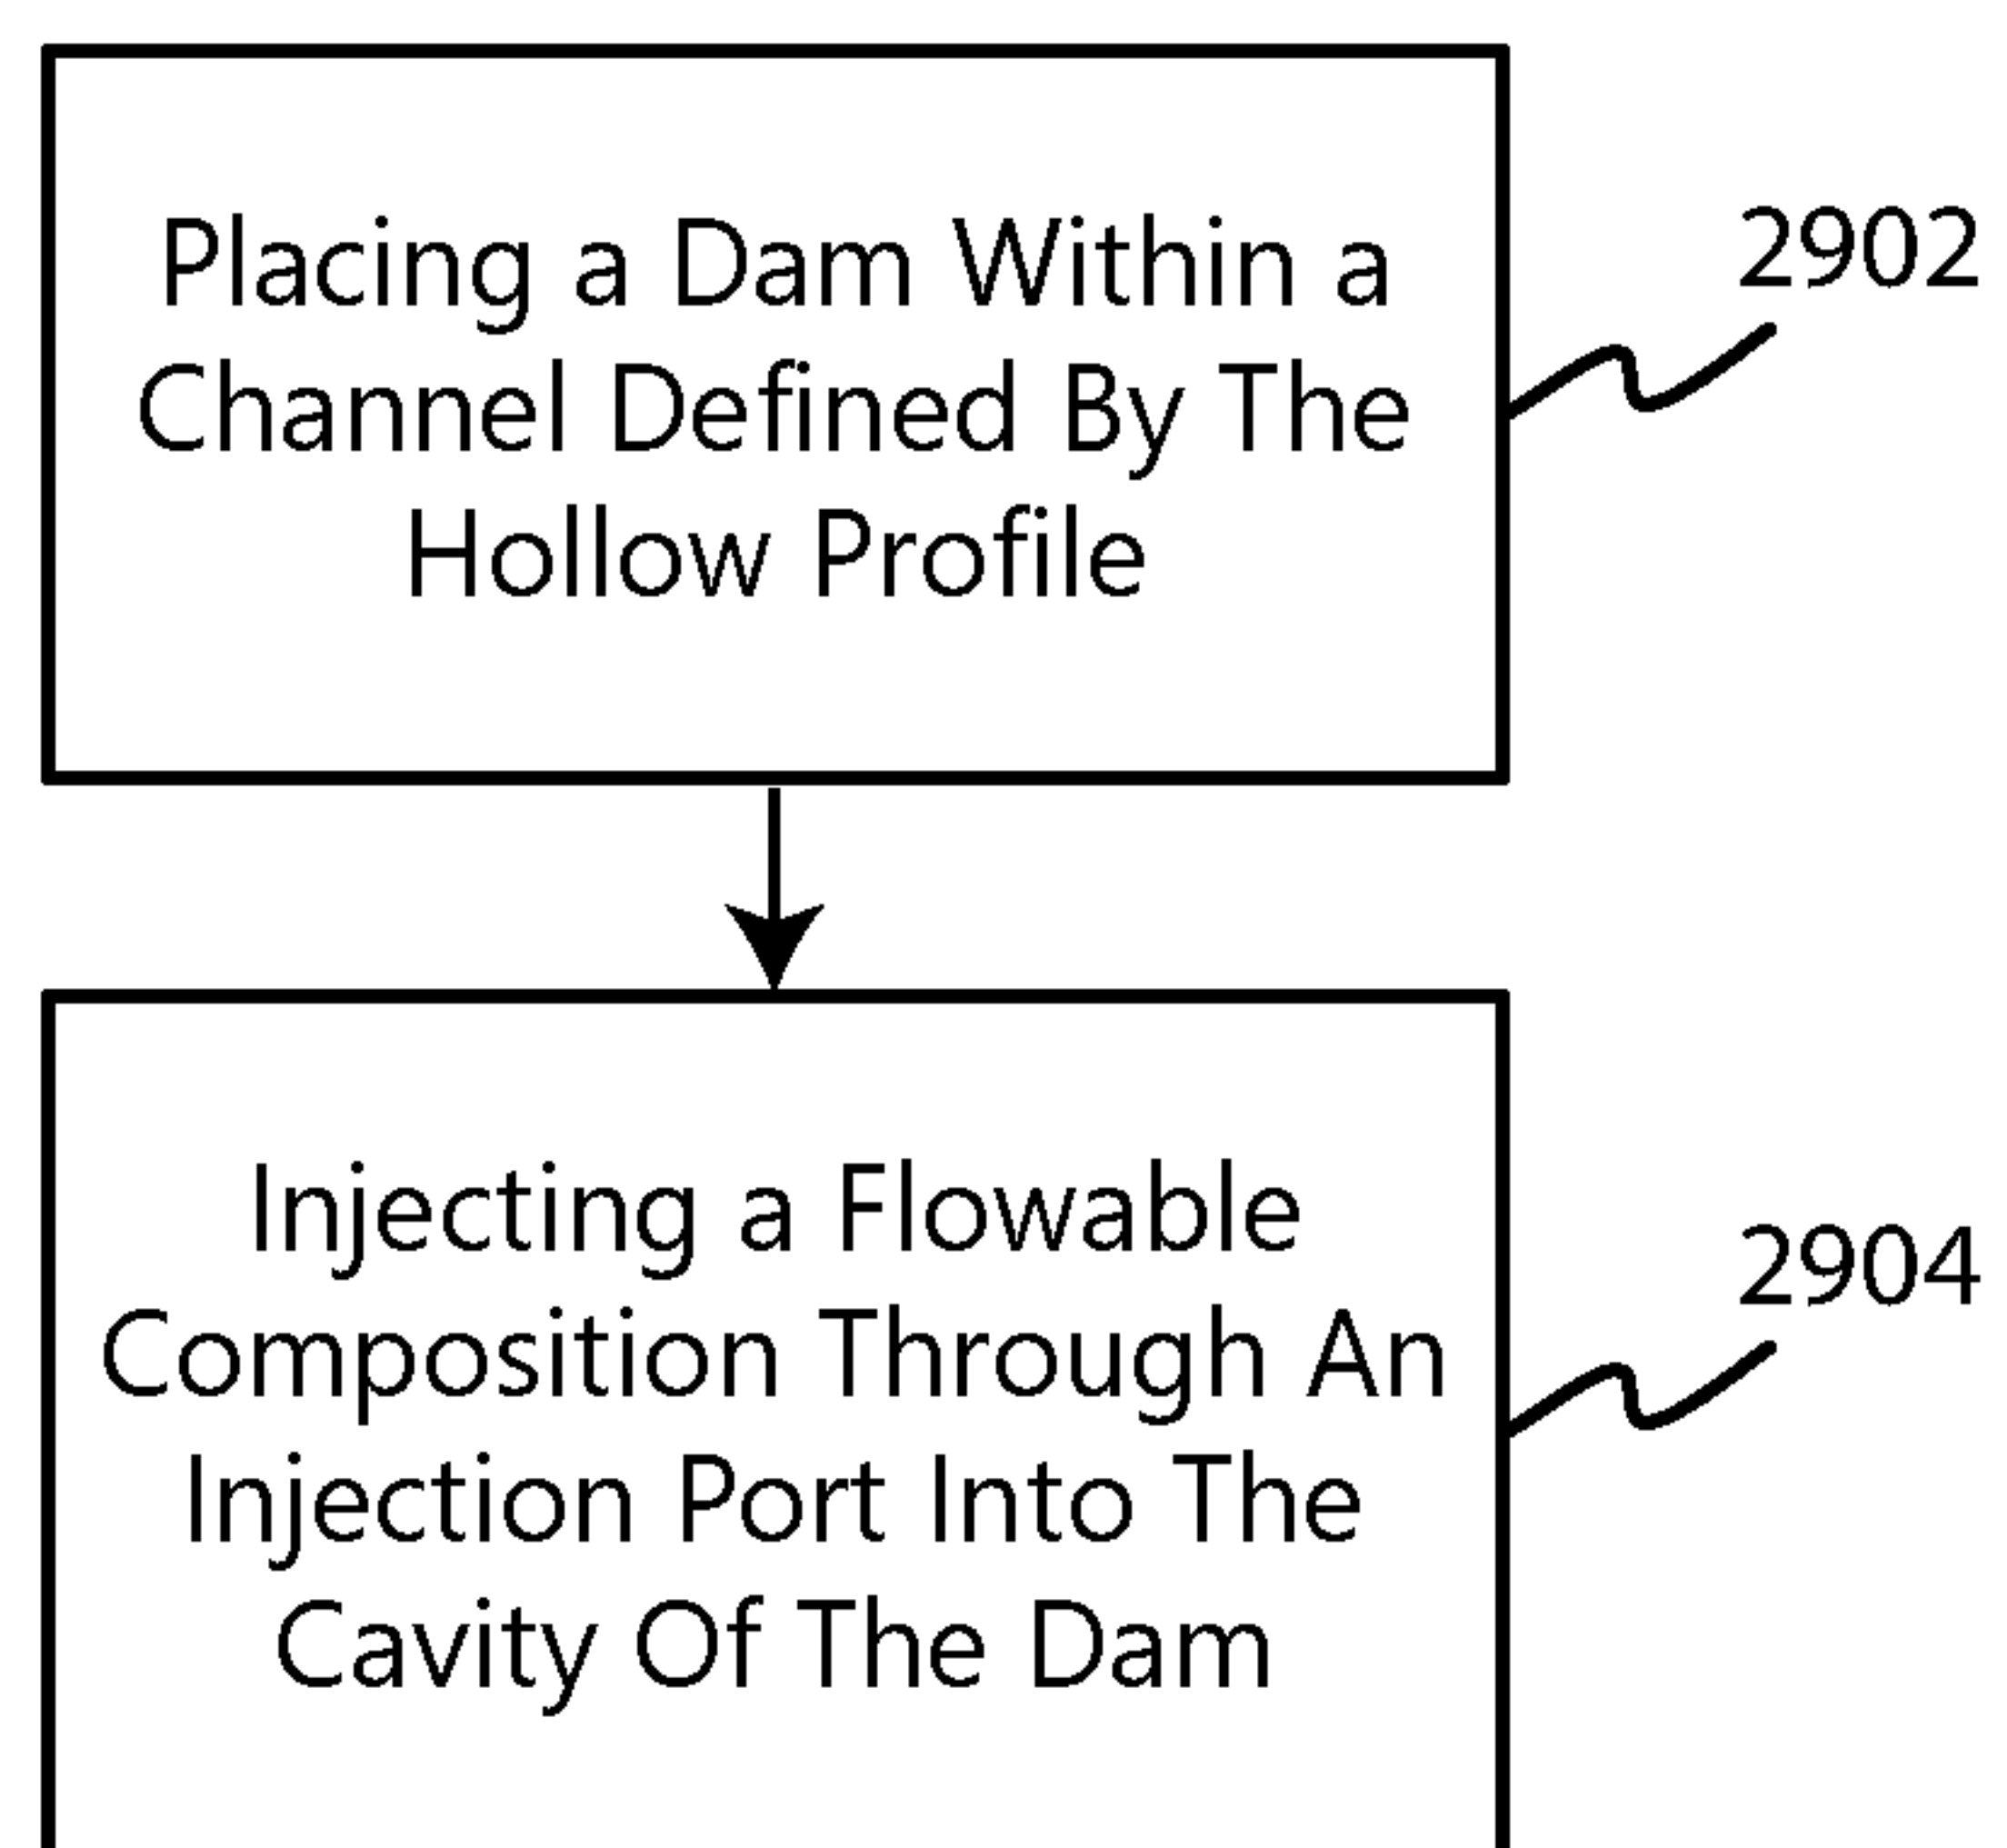 Placing a Dam Within a
Channel Defined By The
Hollow Profile
2902
Injecting a Flowable
Composition Through An
Injection Port Into The
Cavity Of The Dam
2904